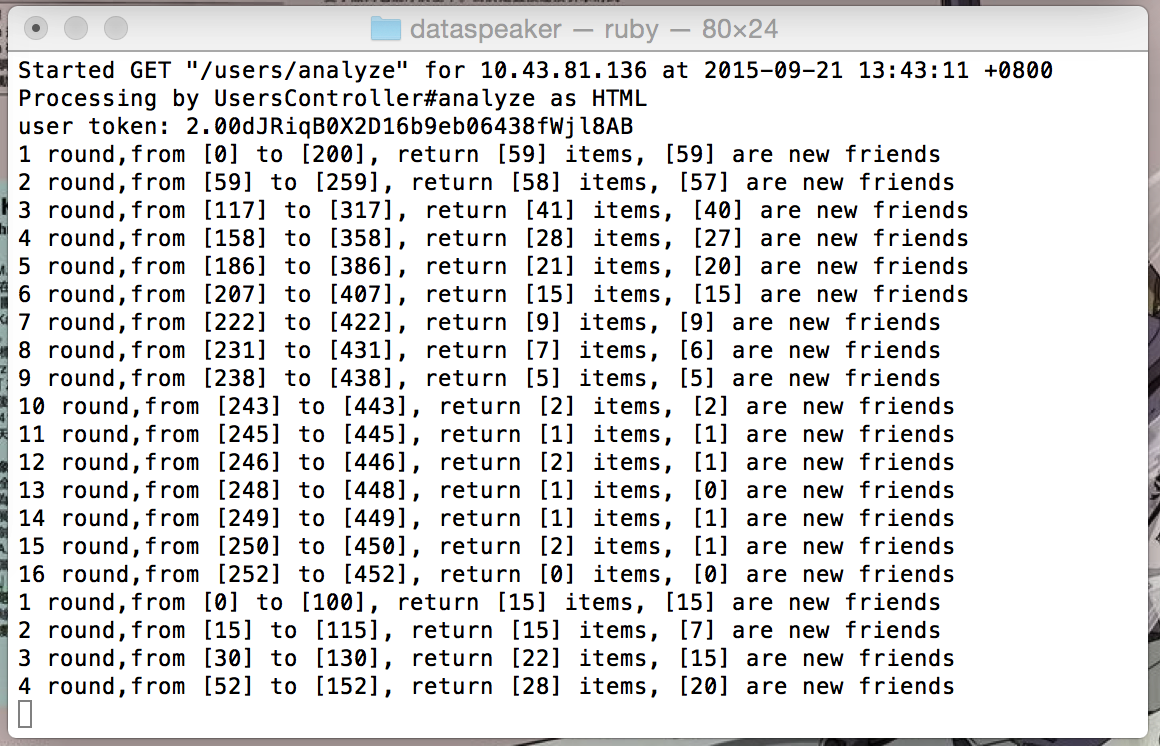 dataspeaker — ruby — 80×24
Started GET "/users/analyze" for 10.43.81.136 at 2015-09-21 13:43:11 +0800
Processing by UsersController#analyze as HTML
user token: 2.00dJRiqB0X2D16b9eb06438fWjl8AB
1 round,from [0] to [200], return [59] items, [59] are new friends
2 round,from [59] to [259], return [58] items, [57] are new friends
3 round,from [117] to [317], return [41] items, [40] are new friends
4 round,from [158] to [358], return [28] items, [27] are new friends
5 round,from [186] to [386], return [21] items, [20] are new friends
6 round,from [207] to [407], return [15] items, [15] are new friends
7 round,from [222] to [422], return [9] items, [9] are new friends
8 round,from [231] to [431], return [7] items, [6] are new friends
9 round,from [238] to [438], return [5] items, [5] are new friends
10 round,from [243] to [443], return [2] items, [2] are new friends
11 round,from [245] to [445], return [1] items, [1] are new friends
12 round,from [246] to [446], return [2] items, [1] are new friends
13 round,from [248] to [448], return [1] items, [0] are new friends
14 round,from [249] to [449], return [1] items, [1] are new friends
15 round,from [250] to [450], return [2] items, [1] are new friends
16 round,from [252] to [452], return [0] items, [0] are new friends
1 round,from [0] to [100], return [15] items, [15] are new friends
2 round,from [15] to [115], return [15] items, [7] are new friends
3 round,from [30] to [130], return [22] items, [15] are new friends
4 round,from [52] to [152], return [28] items, [20] are new friends